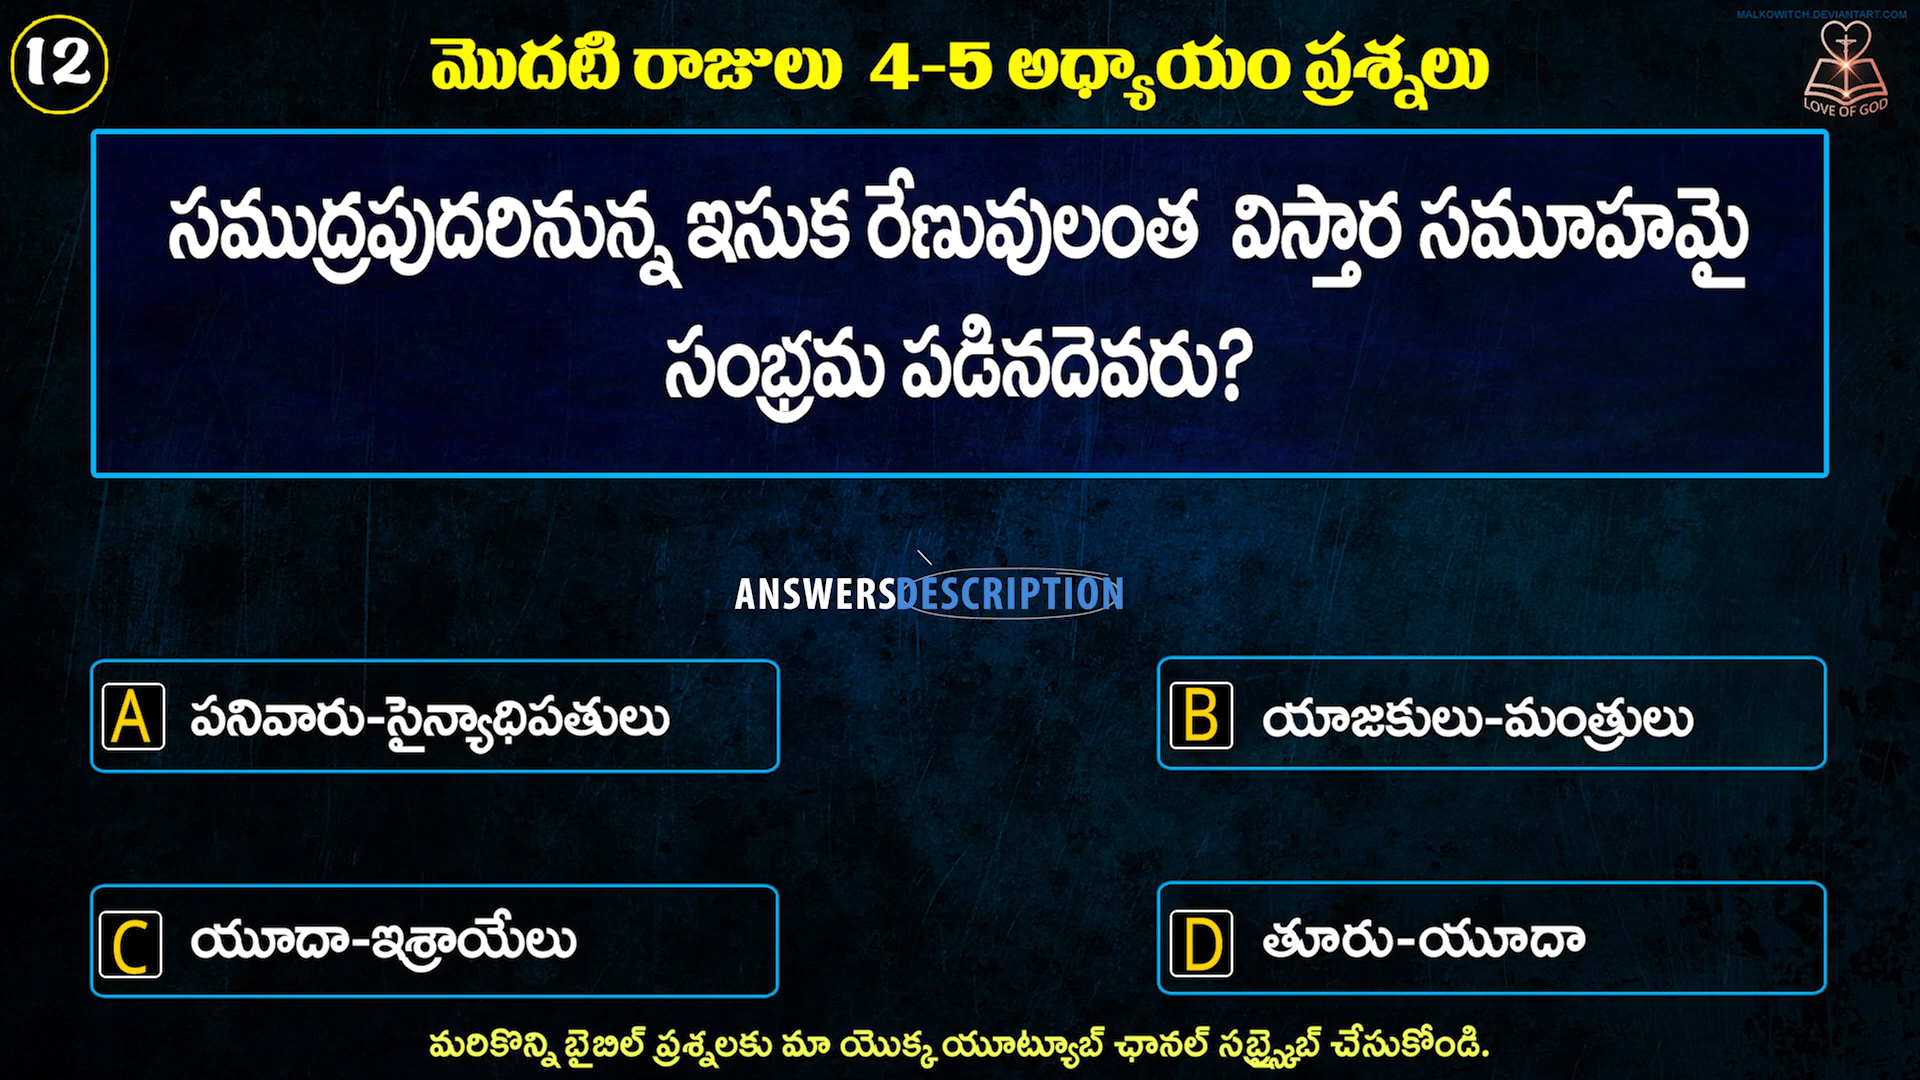 MALKOWITCH.DEVIANTART.COM
12
మొదటి రాజులు 4-5 అధ్యాయం ప్రశ్నలు
LOVE OF GOD
సముద్రపుదరినున్న ఇసుక రేణువులంత విస్తార సమూహమై
సంభ్రమ పడినదెవరు?
ANSWERSDESCRIPTION
A పనివారు-సైన్యాధిపతులు
B యాజకులు-మంత్రులు
C యూదా-ఇశ్రాయేలు
D తూరు-యూదా
మరికొన్ని బైబిల్ ప్రశ్నలకు మా యొక్క యూట్యూబ్ ఛానల్ సబ్స్క్రైబ్ చేసుకోండి.